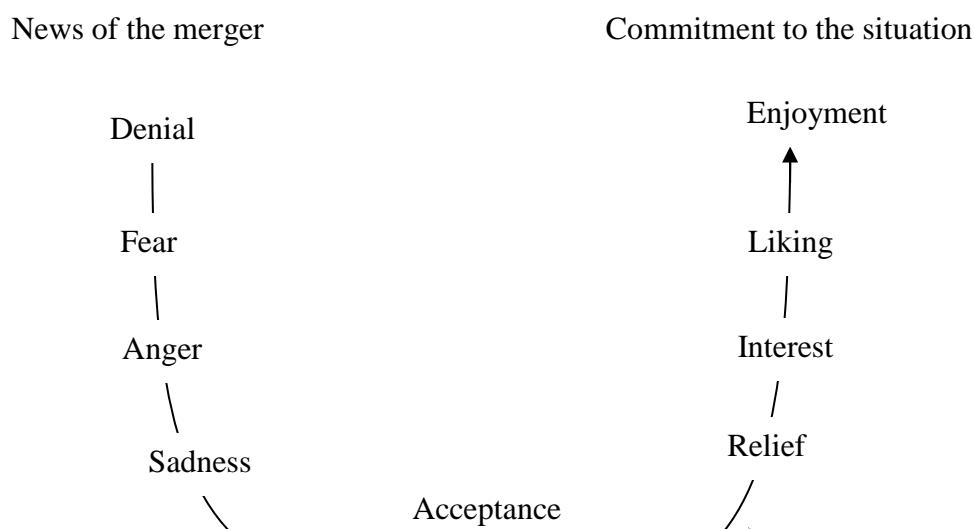 News of the merger
Commitment to the situation
Denial
Enjoyment
Fear
Liking
Anger
Interest
Sadness
Relief
Acceptance